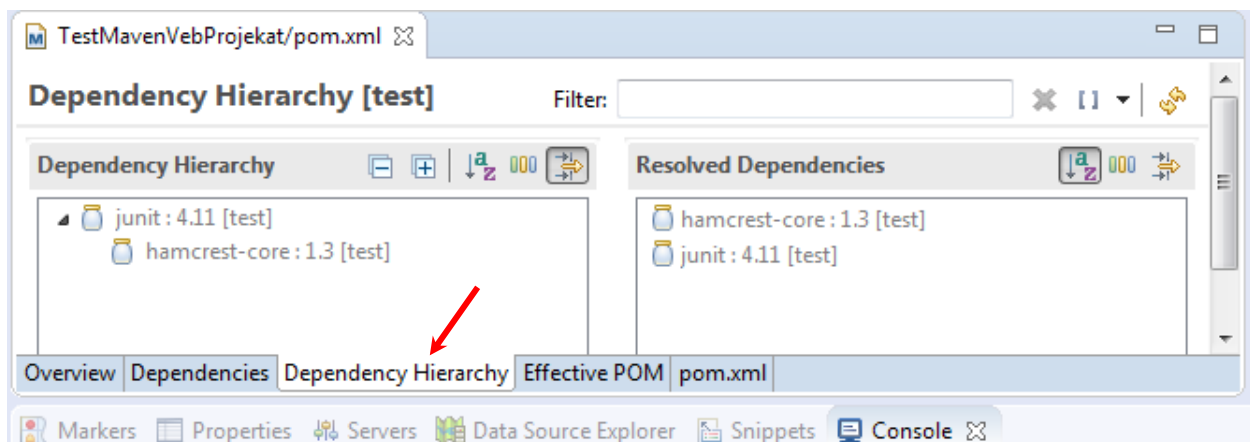 TestMavenVebProjekat/pom.xml
Dependency Hierarchy [test]
Filter:
Dependency Hierarchy
Resolved Dependencies
junit : 4.11 [test]
hamcrest-core : 1.3 [test]
hamcrest-core : 1.3 [test]
junit : 4.11 [test]
Overview Dependencies Dependency Hierarchy Effective POM pom.xml
Markers Properties Servers Data Source Explorer Snippets Console